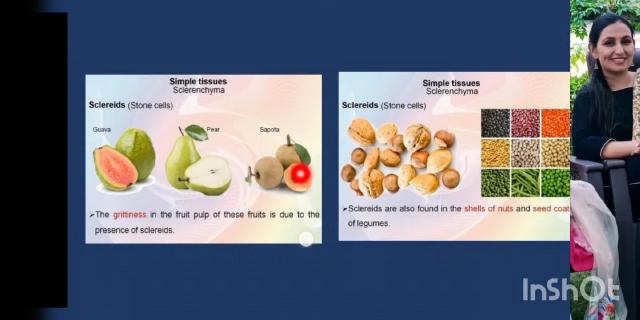 Simple tissues
Sclerenchyma
Sclereids (Stone cells)
Guava
Pear
Sapota
➢The grittiness in the fruit pulp of these fruits is due to the
presence of sclereids.
Simple tissues
Sclerenchyma
Sclereids (Stone cells)
➢Sclereids are also found in the shells of nuts and seed coat
of legumes.
InShOt